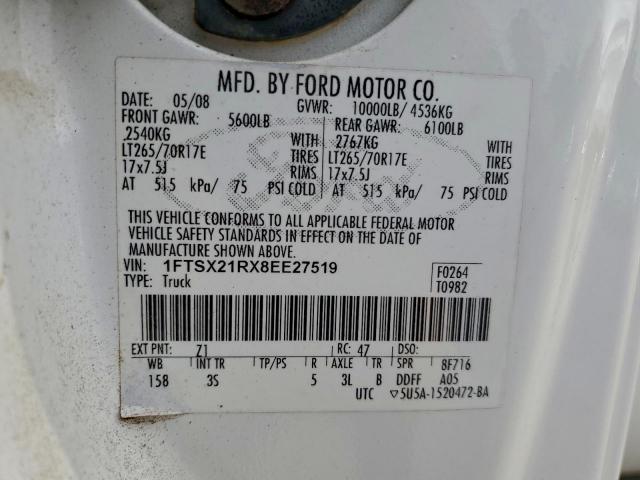 MFD. BY FORD MOTOR CO.
DATE: 05/08 GVWR: 10000LB/ 4536KG
FRONT GAWR: 5600LB REAR GAWR: 6100LB
2540KG WITH 2767KG WITH
LT265/70R17E TIRES LT265/70R17E TIRES
17x7.5J RIMS 17x7.5J RIMS
AT 515 kPa/ 75 PSI COLD AT 515 kPa/ 75 PSI COLD
THIS VEHICLE CONFORMS TO ALL APPLICABLE FEDERAL MOTOR
VEHICLE SAFETY STANDARDS IN EFFECT ON THE DATE OF
MANUFACTURE SHOWN ABOVE.
VIN: 1FTSX21RX8EE27519 F0264
TYPE: Truck T0982
EXT PNT: Z1 RC: 47 DSO:
WB INT TR TP/PS R AXLE TR SPR 8F716
158 3S 5 3L B DDFF A05
UTC ▽5U5A-1520472-BA
Ford